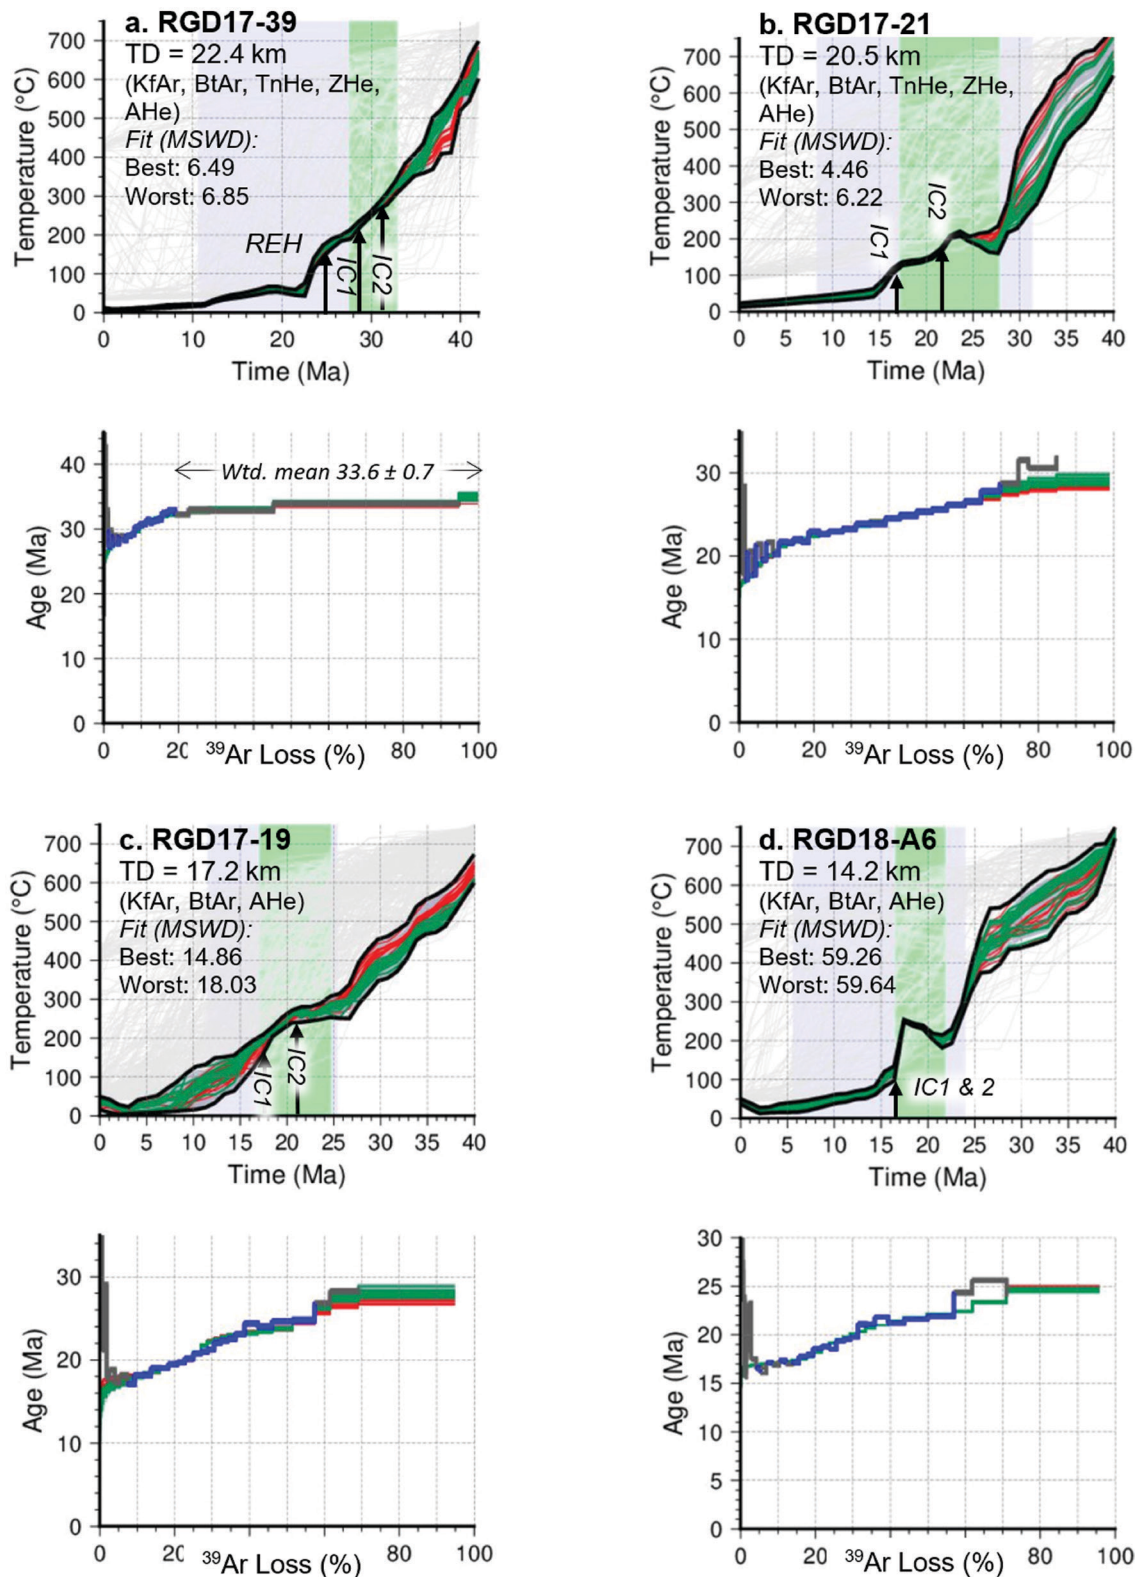 a. RGD17-39
TD = 22.4 km
(KfAr, BtAr, TnHe, ZHe,
AHe)
Fit (MSWD):
Best: 6.49
Worst: 6.85
REH
IC1
IC2
Temperature (°C)
700
600
500
400
300
200
100
0
0 10 20 30 40
Time (Ma)
b. RGD17-21
TD = 20.5 km
(KfAr, BtAr, TnHe, ZHe,
AHe)
Fit (MSWD):
Best: 4.46
Worst: 6.22
IC1
IC2
Temperature (°C)
700
600
500
400
300
200
100
0
0 5 10 15 20 25 30 35 40
Time (Ma)
Wtd. mean 33.6 ± 0.7
Age (Ma)
40
30
20
10
0
0 20 ³⁹Ar Loss (%) 100
Age (Ma)
30
20
10
0
0 20 ³⁹Ar Loss (%) 80 100
c. RGD17-19
TD = 17.2 km
(KfAr, BtAr, AHe)
Fit (MSWD):
Best: 14.86
Worst: 18.03
IC1
IC2
Temperature (°C)
700
600
500
400
300
200
100
0
0 5 10 15 20 25 30 35 40
Time (Ma)
d. RGD18-A6
TD = 14.2 km
(KfAr, BtAr, AHe)
Fit (MSWD):
Best: 59.26
Worst: 59.64
IC1 & 2
Temperature (°C)
700
600
500
400
300
200
100
0
0 5 10 15 20 25 30 35 40
Time (Ma)
Age (Ma)
30
20
10
0
0 20 ³⁹Ar Loss (%) 80 100
Age (Ma)
30
25
20
15
10
5
0
0 20 ³⁹Ar Loss (%) 80 100